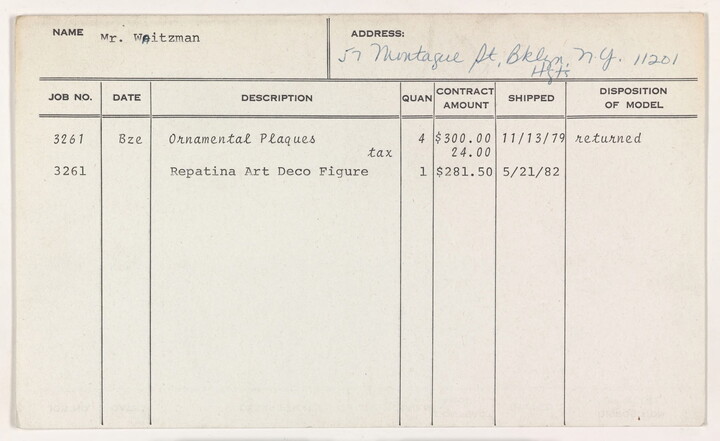 NAME Mr. Waitzman
ADDRESS:
57 Montague St, Bklyn, N.Y. 11201
Hgts
JOB NO. DATE DESCRIPTION QUAN CONTRACT AMOUNT SHIPPED DISPOSITION OF MODEL
3261 Bze Ornamental Plaques 4 $300.00 11/13/79 returned
tax 24.00
3261 Repatina Art Deco Figure 1 $281.50 5/21/82